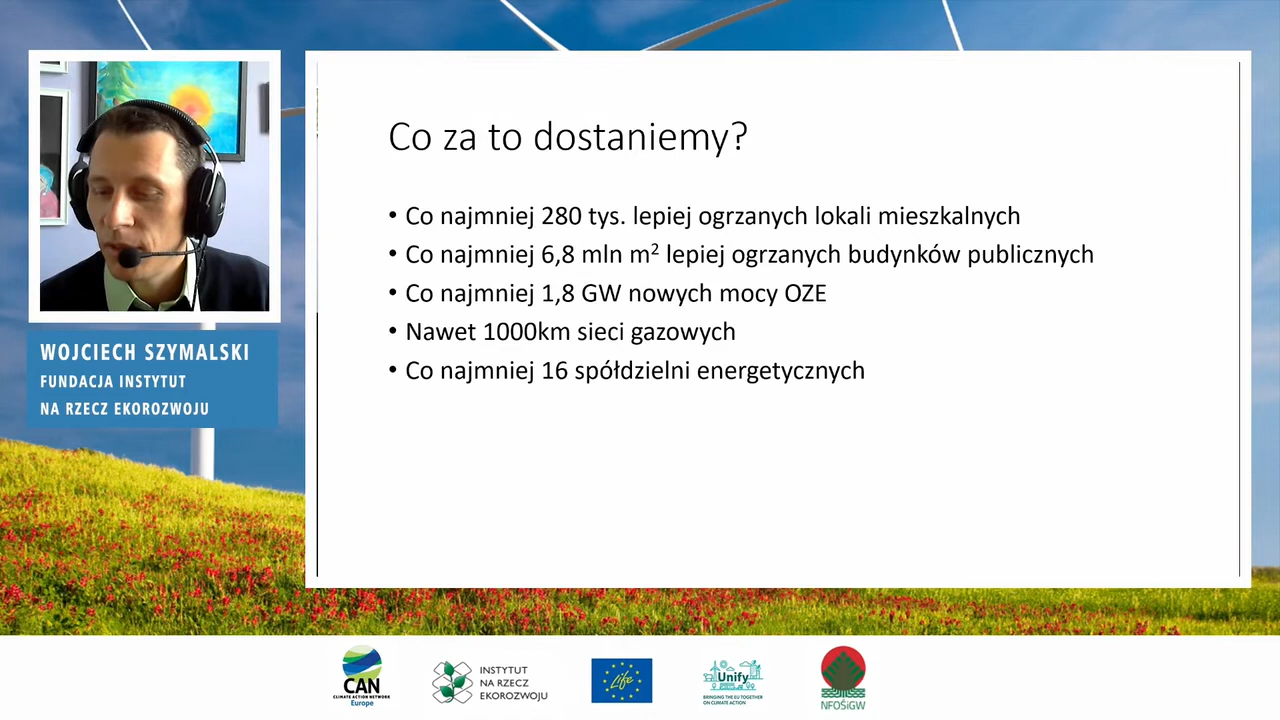 WOJCIECH SZYMALSKI
FUNDACJA INSTYTUT
NA RZECZ EKOROZWOJU
Co za to dostaniemy?
• Co najmniej 280 tys. lepiej ogrzanych lokali mieszkalnych
• Co najmniej 6,8 mln m² lepiej ogrzanych budynków publicznych
• Co najmniej 1,8 GW nowych mocy OZE
• Nawet 1000km sieci gazowych
• Co najmniej 16 spółdzielni energetycznych
CAN
CLIMATE ACTION NETWORK
Europe
INSTYTUT
NA RZECZ
EKOROZWOJU
Life
Unify
BRINGING THE EU TOGETHER
ON CLIMATE ACTION
NFOŚiGW